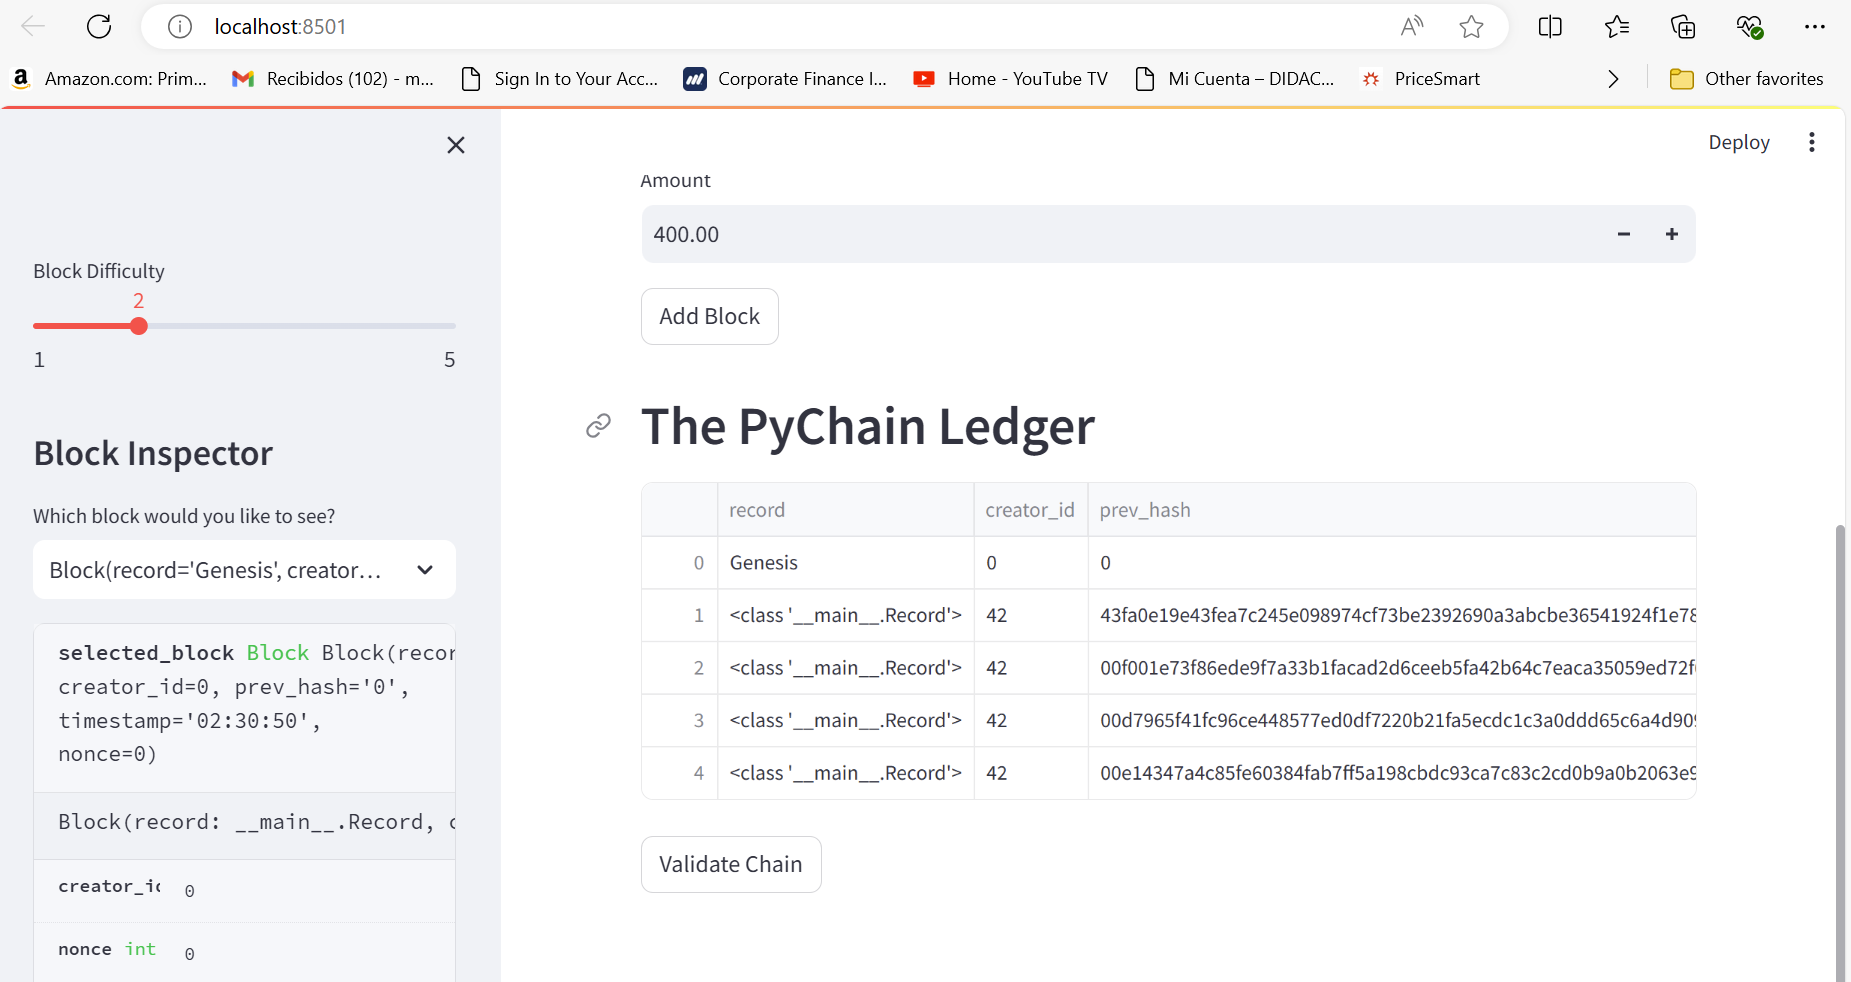 localhost:8501
Amazon.com: Prim...
Recibidos (102) - m...
Sign In to Your Acc...
Corporate Finance I...
Home - YouTube TV
Mi Cuenta – DIDAC...
PriceSmart
Other favorites
Deploy
Block Difficulty
2
1
5
Block Inspector
Which block would you like to see?
Block(record='Genesis', creator...
selected_block Block Block(recor
creator_id=0, prev_hash='0',
timestamp='02:30:50',
nonce=0)
Block(record: __main__.Record, c
creator_id 0
nonce int 0
Amount
400.00
Add Block
The PyChain Ledger
record creator_id prev_hash
0 Genesis 0 0
1 <class '__main__.Record'> 42 43fa0e19e43fea7c245e098974cf73be2392690a3abcbe36541924f1e78
2 <class '__main__.Record'> 42 00f001e73f86ede9f7a33b1facad2d6ceeb5fa42b64c7eaca35059ed72f
3 <class '__main__.Record'> 42 00d7965f41fc96ce448577ed0df7220b21fa5ecdc1c3a0ddd65c6a4d909
4 <class '__main__.Record'> 42 00e14347a4c85fe60384fab7ff5a198cbdc93ca7c83c2cd0b9a0b2063e9
Validate Chain